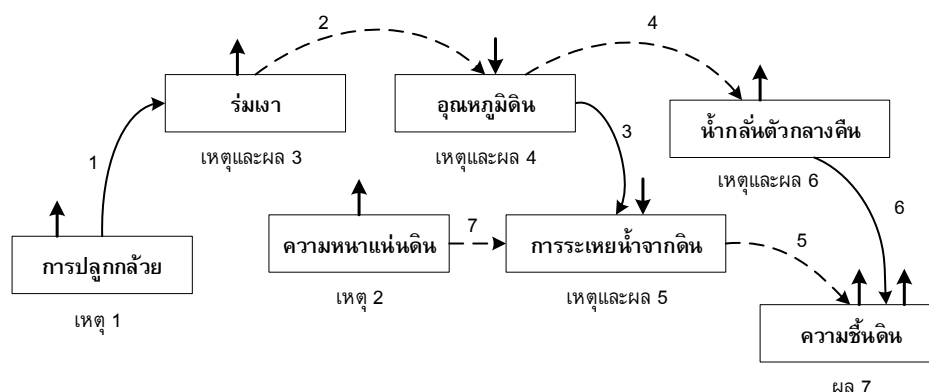 2
4
ร่มเงา
อุณหภูมิดิน
น้ำกลั่นตัวกลางคืน
1
3
เหตุและผล 3
เหตุและผล 4
เหตุและผล 6
6
การปลูกกล้วย
ความหนาแน่นดิน
7
การระเหยน้ำจากดิน
5
เหตุ 1
เหตุ 2
เหตุและผล 5
ความชื้นดิน
ผล 7